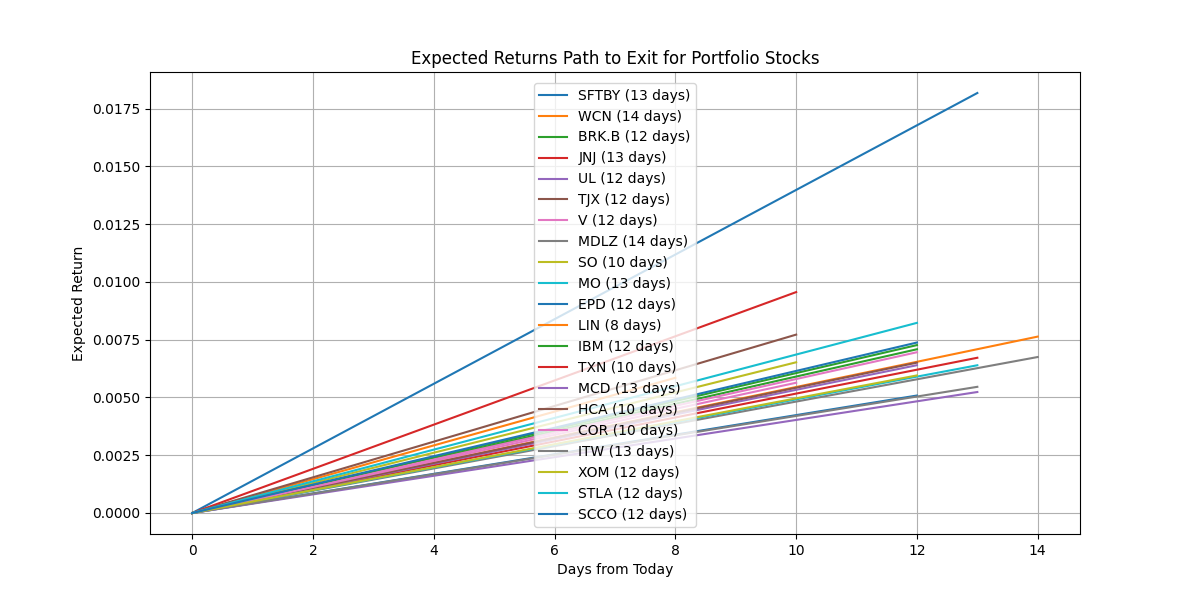 Expected Returns Path to Exit for Portfolio Stocks
Expected Return
0.0175
0.0150
0.0125
0.0100
0.0075
0.0050
0.0025
0.0000
SFTBY (13 days)
WCN (14 days)
BRK.B (12 days)
JNJ (13 days)
UL (12 days)
TJX (12 days)
V (12 days)
MDLZ (14 days)
SO (10 days)
MO (13 days)
EPD (12 days)
LIN (8 days)
IBM (12 days)
TXN (10 days)
MCD (13 days)
HCA (10 days)
COR (10 days)
ITW (13 days)
XOM (12 days)
STLA (12 days)
SCCO (12 days)
0 2 4 6 8 10 12 14
Days from Today